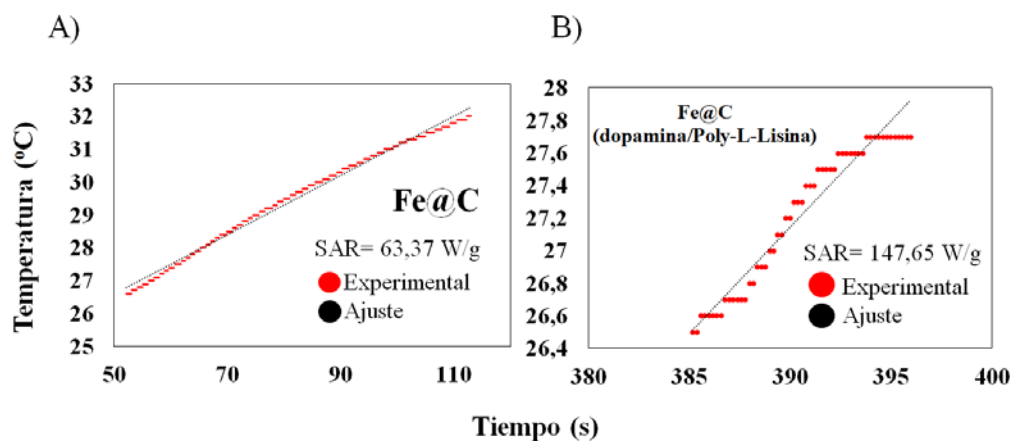 A)
B)
Temperatura (ºC)
33
32
31
30
29
28
27
26
25
50
70
90
110
Fe@C
SAR= 63,37 W/g
Experimental
Ajuste
28
27,8
27,6
27,4
27,2
27
26,8
26,6
26,4
380
385
390
395
400
Fe@C
(dopamina/Poly-L-Lisina)
SAR= 147,65 W/g
Experimental
Ajuste
Tiempo (s)